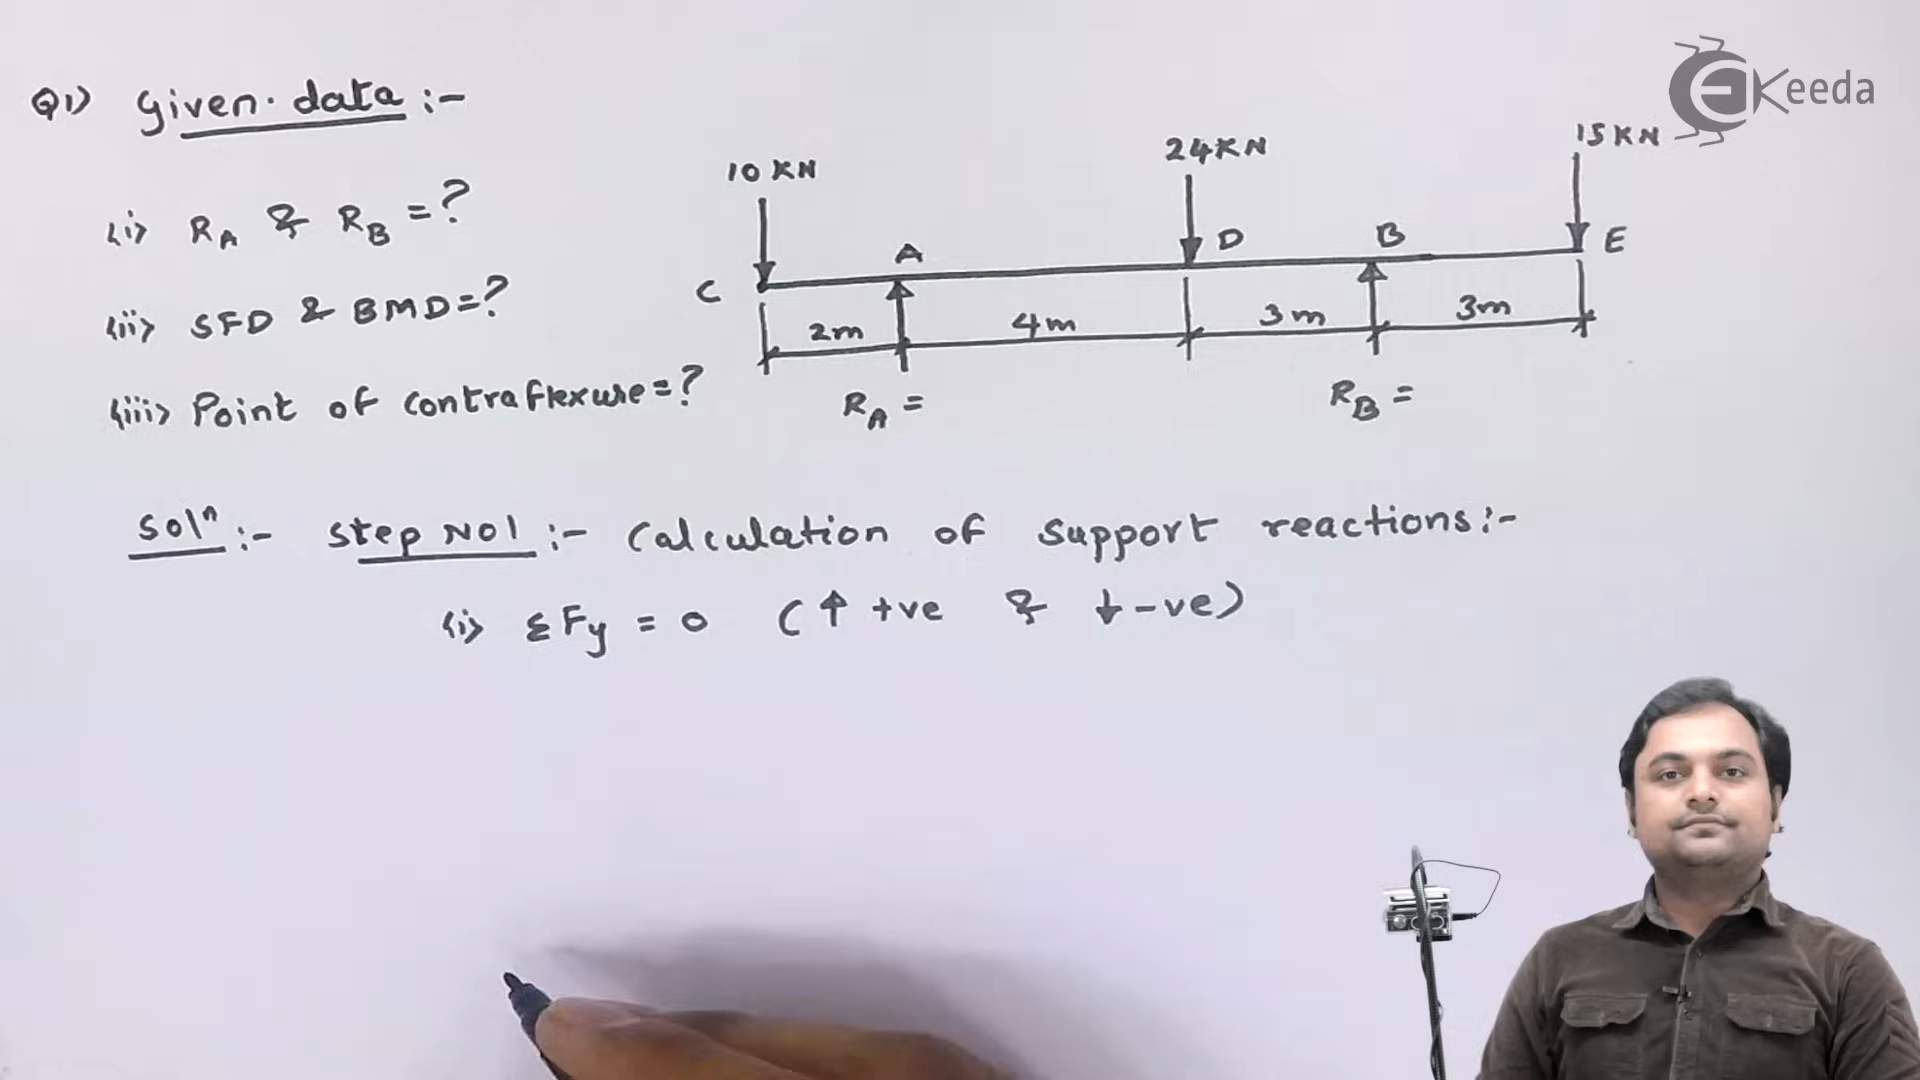 EKeeda
Q1) Given data :-
(i) RA & RB = ?
(ii) SFD & BMD = ?
(iii) Point of contraflexure = ?
10 KN
24KN
15KN
C
A
D
B
E
2m
4m
3m
3m
RA =
RB =
Solⁿ :- Step No1 :- Calculation of support reactions :-
(i) ΣFy = 0 (↑ +ve & ↓ -ve)